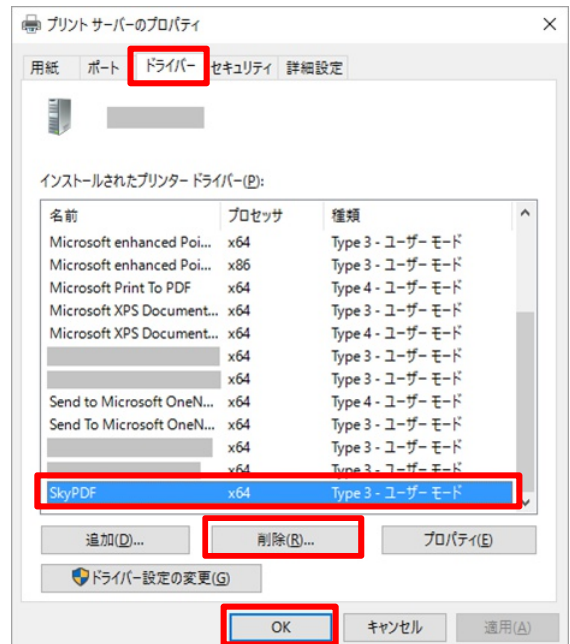 プリント サーバーのプロパティ
用紙 ポート ドライバー セキュリティ 詳細設定
インストールされたプリンター ドライバー(P):
名前 プロセッサ 種類
Microsoft enhanced Poi... x64 Type 3 - ユーザー モード
Microsoft enhanced Poi... x86 Type 3 - ユーザー モード
Microsoft Print To PDF x64 Type 4 - ユーザー モード
Microsoft XPS Document... x64 Type 3 - ユーザー モード
Microsoft XPS Document... x64 Type 4 - ユーザー モード
x64 Type 3 - ユーザー モード
x64 Type 3 - ユーザー モード
Send to Microsoft OneN... x64 Type 4 - ユーザー モード
Send To Microsoft OneN... x64 Type 3 - ユーザー モード
x64 Type 3 - ユーザー モード
x64 Type 3 - ユーザー モード
SkyPDF x64 Type 3 - ユーザー モード
追加(D)... 削除(R)... プロパティ(E)
ドライバー設定の変更(G)
OK キャンセル 適用(A)